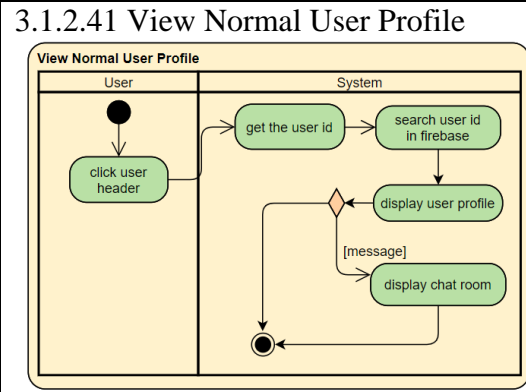 3.1.2.41 View Normal User Profile
View Normal User Profile
User
System
get the user id
search user id
in firebase
click user
header
display user profile
[message]
display chat room